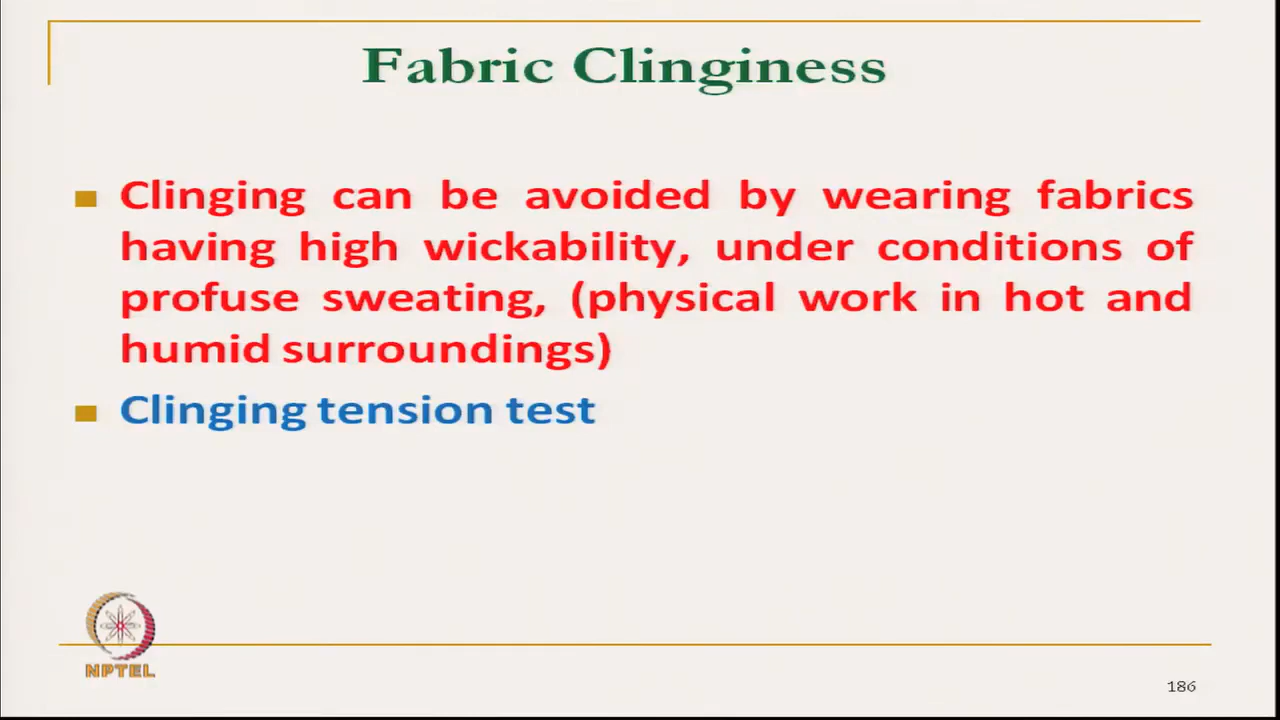 Fabric Clinginess
Clinging can be avoided by wearing fabrics
having high wickability, under conditions of
profuse sweating, (physical work in hot and
humid surroundings)
Clinging tension test
NPTEL
186